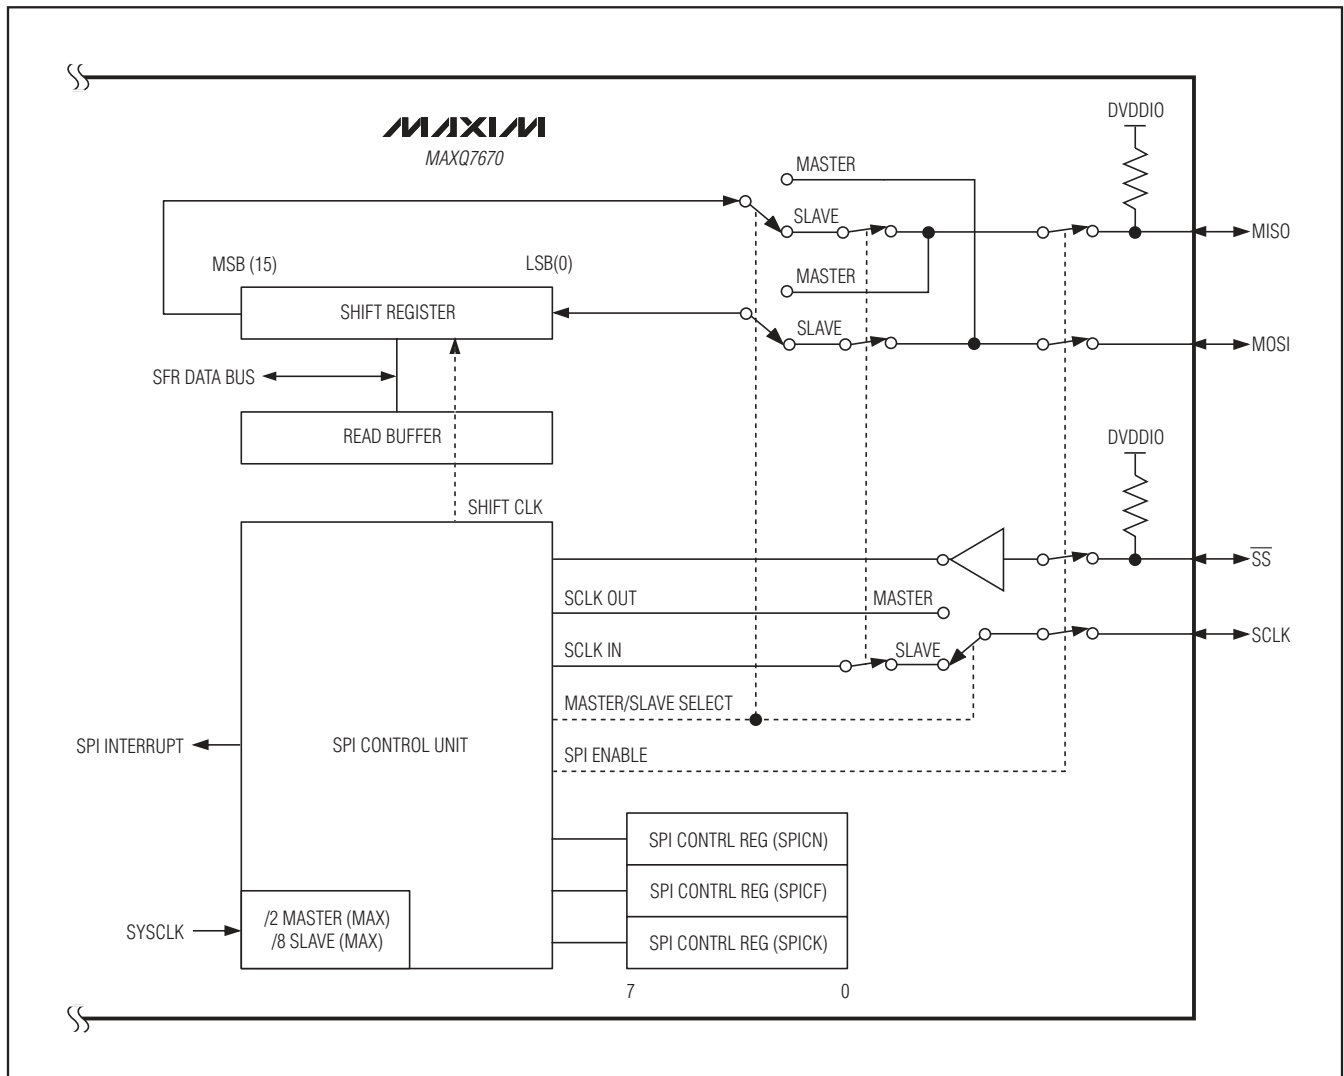 MAXIM
MAXQ7670
DVDDIO
MASTER
SLAVE
MISO
MSB (15)
LSB(0)
MASTER
SHIFT REGISTER
SLAVE
MOSI
SFR DATA BUS
READ BUFFER
DVDDIO
SHIFT CLK
SS
SCLK OUT
MASTER
SCLK IN
SLAVE
SCLK
MASTER/SLAVE SELECT
SPI INTERRUPT
SPI CONTROL UNIT
SPI ENABLE
SPI CONTRL REG (SPICN)
SPI CONTRL REG (SPICF)
SPI CONTRL REG (SPICK)
SYSCLK
/2 MASTER (MAX)
/8 SLAVE (MAX)
7
0